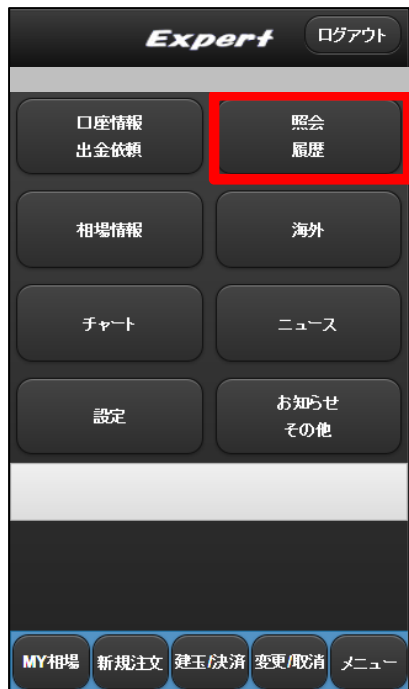 Expert
ログアウト
口座情報
出金依頼
照会
履歴
相場情報
海外
チャート
ニュース
設定
お知らせ
その他
MY相場
新規注文
建玉/決済
変更/取消
メニュー